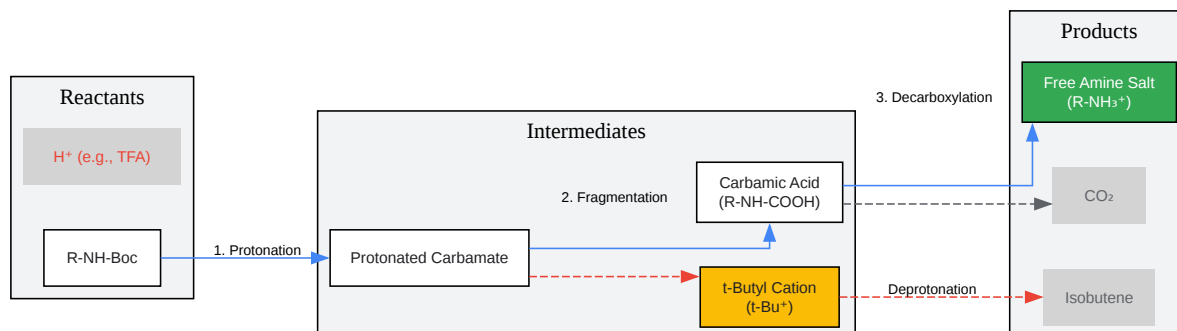 Reactants
H⁺ (e.g., TFA)
R-NH-Boc
1. Protonation
Intermediates
Protonated Carbamate
2. Fragmentation
Carbamic Acid
(R-NH-COOH)
t-Butyl Cation
(t-Bu⁺)
3. Decarboxylation
Deprotonation
Products
Free Amine Salt
(R-NH₃⁺)
CO₂
Isobutene